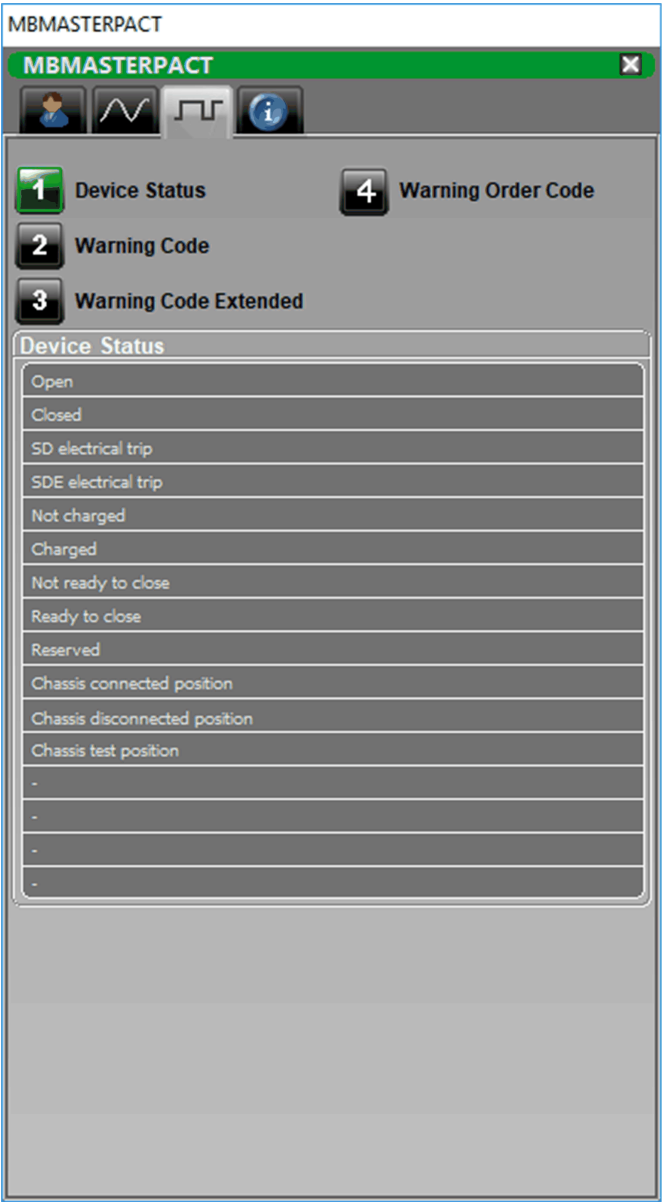 MBMASTERPACT
MBMASTERPACT
1 Device Status
4 Warning Order Code
2 Warning Code
3 Warning Code Extended
Device Status
Open
Closed
SD electrical trip
SDE electrical trip
Not charged
Charged
Not ready to close
Ready to close
Reserved
Chassis connected position
Chassis disconnected position
Chassis test position
-
-
-
-